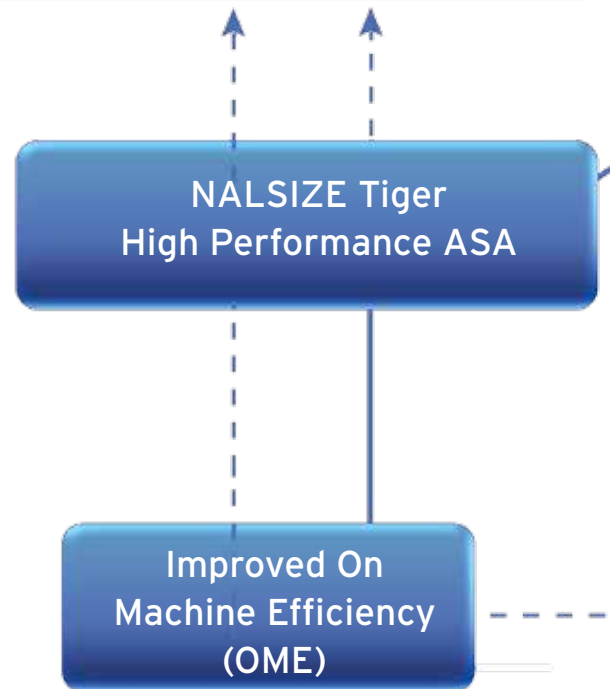 NALSIZE Tiger
High Performance ASA
Improved On
Machine Efficiency
(OME)